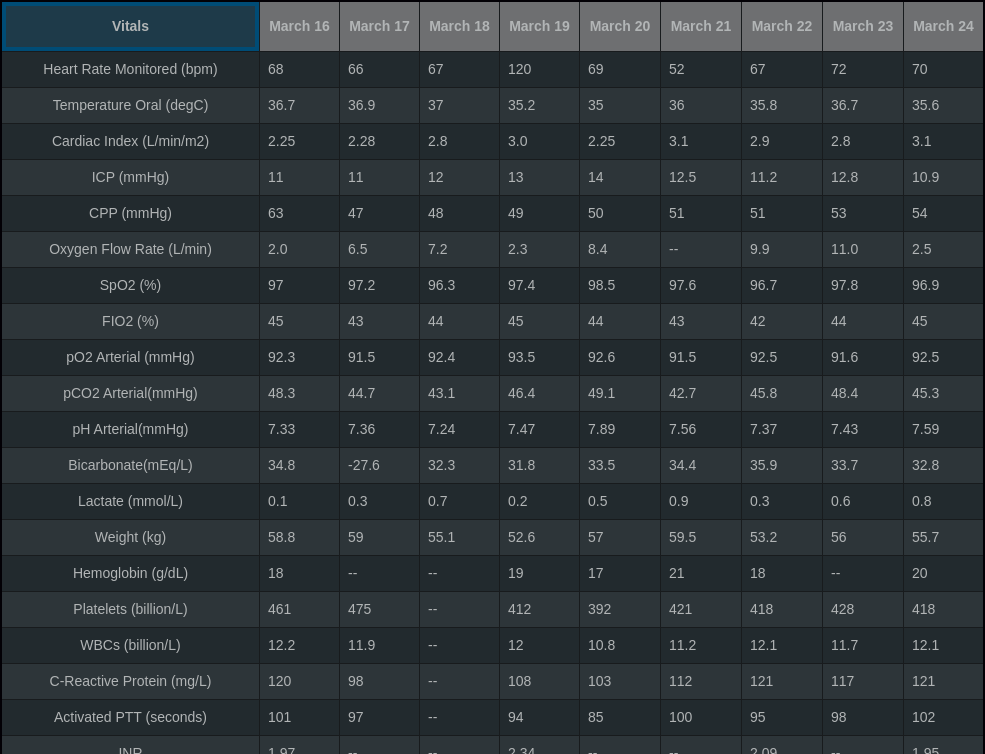 Vitals March 16 March 17 March 18 March 19 March 20 March 21 March 22 March 23 March 24
Heart Rate Monitored (bpm) 68 66 67 120 69 52 67 72 70
Temperature Oral (degC) 36.7 36.9 37 35.2 35 36 35.8 36.7 35.6
Cardiac Index (L/min/m2) 2.25 2.28 2.8 3.0 2.25 3.1 2.9 2.8 3.1
ICP (mmHg) 11 11 12 13 14 12.5 11.2 12.8 10.9
CPP (mmHg) 63 47 48 49 50 51 51 53 54
Oxygen Flow Rate (L/min) 2.0 6.5 7.2 2.3 8.4 -- 9.9 11.0 2.5
SpO2 (%) 97 97.2 96.3 97.4 98.5 97.6 96.7 97.8 96.9
FIO2 (%) 45 43 44 45 44 43 42 44 45
pO2 Arterial (mmHg) 92.3 91.5 92.4 93.5 92.6 91.5 92.5 91.6 92.5
pCO2 Arterial(mmHg) 48.3 44.7 43.1 46.4 49.1 42.7 45.8 48.4 45.3
pH Arterial(mmHg) 7.33 7.36 7.24 7.47 7.89 7.56 7.37 7.43 7.59
Bicarbonate(mEq/L) 34.8 -27.6 32.3 31.8 33.5 34.4 35.9 33.7 32.8
Lactate (mmol/L) 0.1 0.3 0.7 0.2 0.5 0.9 0.3 0.6 0.8
Weight (kg) 58.8 59 55.1 52.6 57 59.5 53.2 56 55.7
Hemoglobin (g/dL) 18 -- -- 19 17 21 18 -- 20
Platelets (billion/L) 461 475 -- 412 392 421 418 428 418
WBCs (billion/L) 12.2 11.9 -- 12 10.8 11.2 12.1 11.7 12.1
C-Reactive Protein (mg/L) 120 98 -- 108 103 112 121 117 121
Activated PTT (seconds) 101 97 -- 94 85 100 95 98 102
INR 1.97 -- -- 2.34 -- -- 2.09 -- 1.95